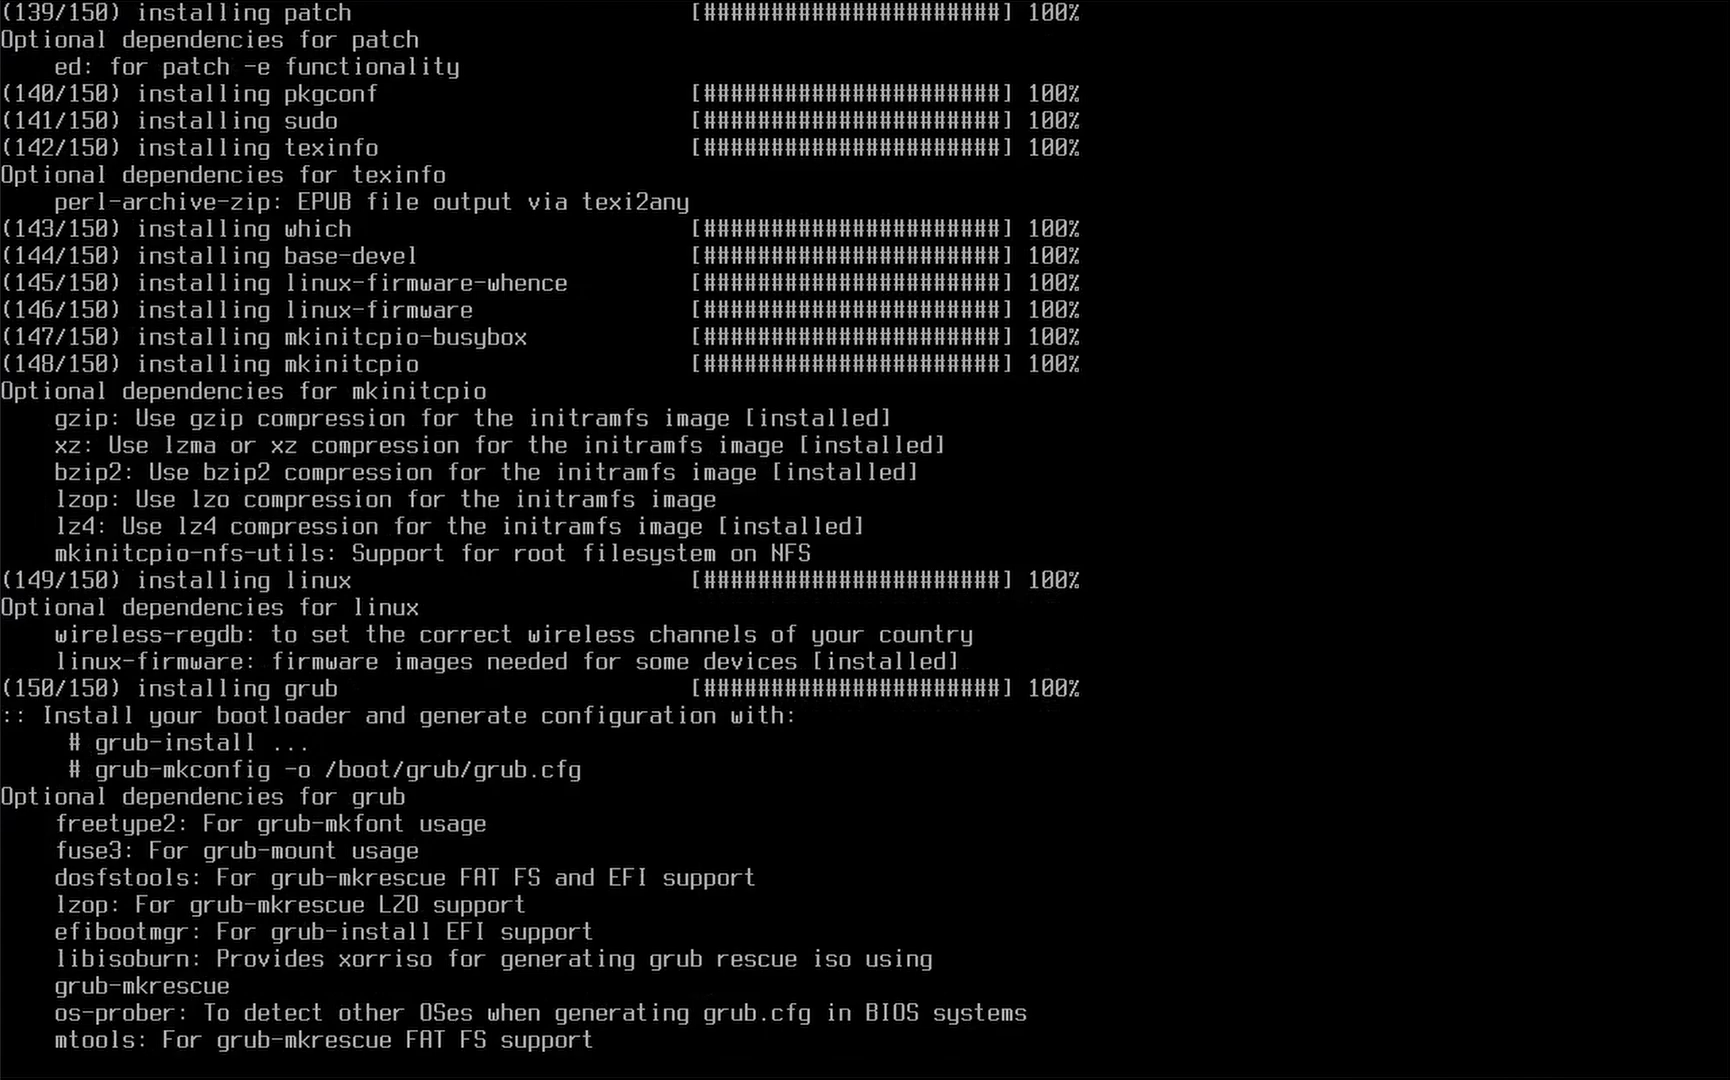 (139/150) installing patch [######################] 100%
Optional dependencies for patch
ed: for patch -e functionality
(140/150) installing pkgconf [######################] 100%
(141/150) installing sudo [######################] 100%
(142/150) installing texinfo [######################] 100%
Optional dependencies for texinfo
perl-archive-zip: EPUB file output via texi2any
(143/150) installing which [######################] 100%
(144/150) installing base-devel [######################] 100%
(145/150) installing linux-firmware-whence [######################] 100%
(146/150) installing linux-firmware [######################] 100%
(147/150) installing mkinitcpio-busybox [######################] 100%
(148/150) installing mkinitcpio [######################] 100%
Optional dependencies for mkinitcpio
gzip: Use gzip compression for the initramfs image [installed]
xz: Use lzma or xz compression for the initramfs image [installed]
bzip2: Use bzip2 compression for the initramfs image [installed]
lzop: Use lzo compression for the initramfs image
lz4: Use lz4 compression for the initramfs image [installed]
mkinitcpio-nfs-utils: Support for root filesystem on NFS
(149/150) installing linux [######################] 100%
Optional dependencies for linux
wireless-regdb: to set the correct wireless channels of your country
linux-firmware: firmware images needed for some devices [installed]
(150/150) installing grub [######################] 100%
:: Install your bootloader and generate configuration with:
# grub-install ...
# grub-mkconfig -o /boot/grub/grub.cfg
Optional dependencies for grub
freetype2: For grub-mkfont usage
fuse3: For grub-mount usage
dosfstools: For grub-mkrescue FAT FS and EFI support
lzop: For grub-mkrescue LZO support
efibootmgr: For grub-install EFI support
libisoburn: Provides xorriso for generating grub rescue iso using
grub-mkrescue
os-prober: To detect other OSes when generating grub.cfg in BIOS systems
mtools: For grub-mkrescue FAT FS support